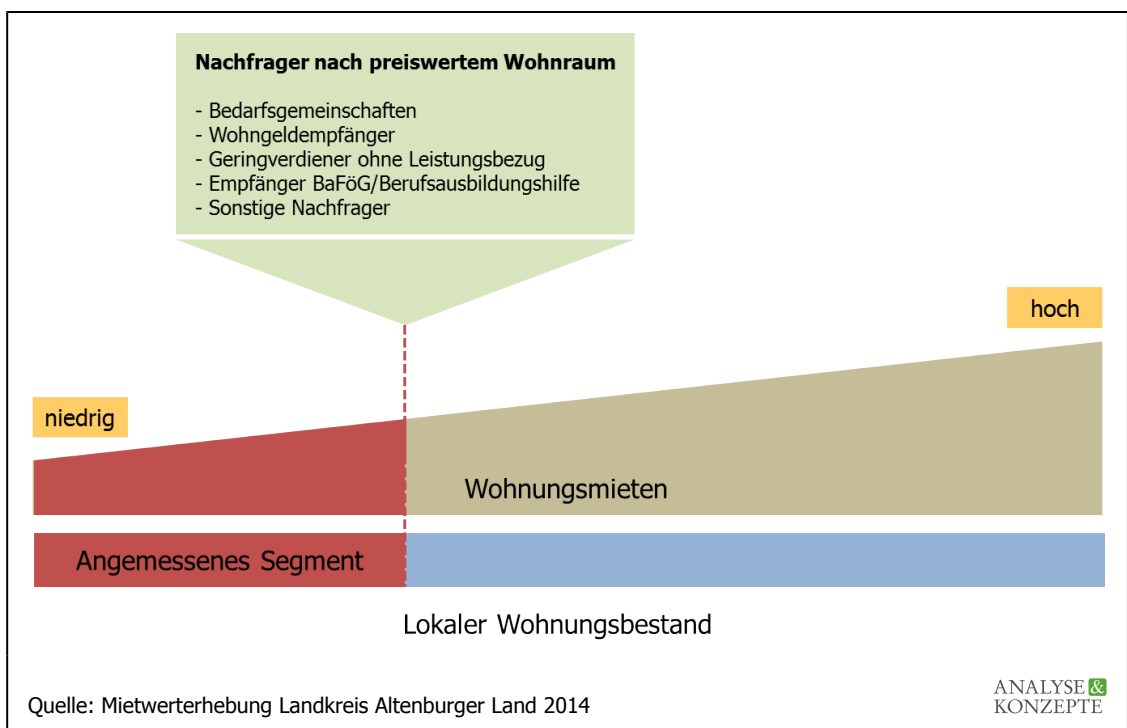 Nachfrager nach preiswertem Wohnraum
- Bedarfsgemeinschaften
- Wohngeldempfänger
- Geringverdiener ohne Leistungsbezug
- Empfänger BaFöG/Berufsausbildungshilfe
- Sonstige Nachfrager
hoch
niedrig
Wohnungsmieten
Angemessenes Segment
Lokaler Wohnungsbestand
Quelle: Mietwerterhebung Landkreis Altenburger Land 2014
ANALYSE &
KONZEPTE